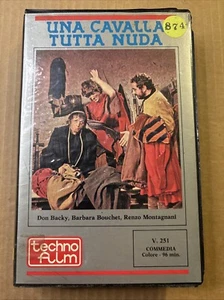 UNA CAVALLA
TUTTA NUDA
874
Don Backy, Barbara Bouchet, Renzo Montagnani
techno
film
V. 251
COMMEDIA
Colore - 96 min.